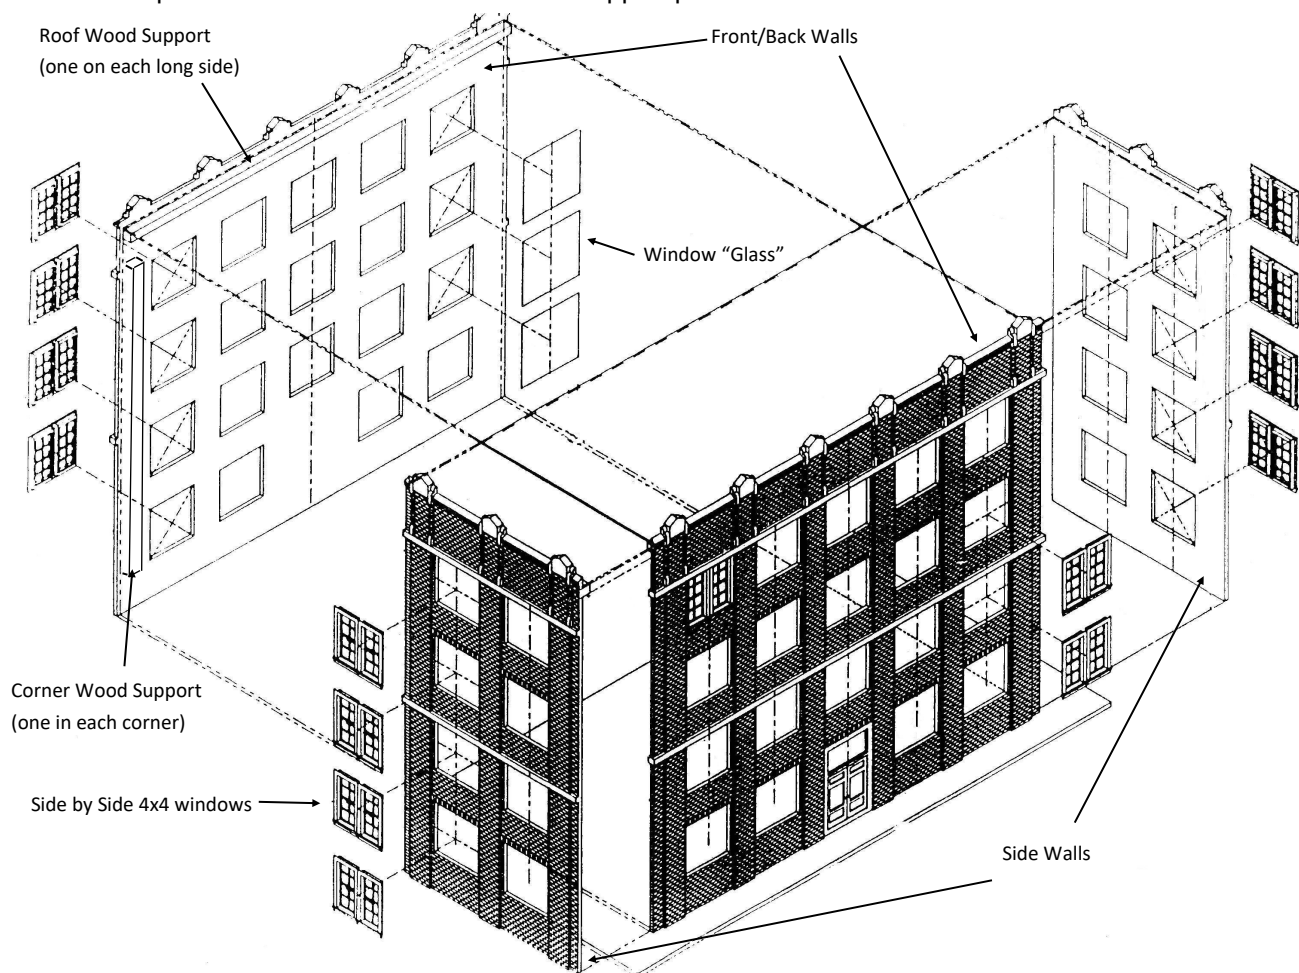 Roof Wood Support
(one on each long side)
Front/Back Walls
Window “Glass”
Corner Wood Support
(one in each corner)
Side by Side 4x4 windows
Side Walls